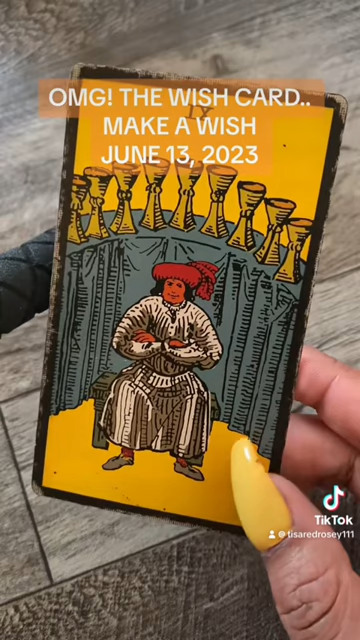 OMG! THE WISH CARD..
IX
MAKE A WISH
JUNE 13, 2023
TikTok
@tisaredrosey111